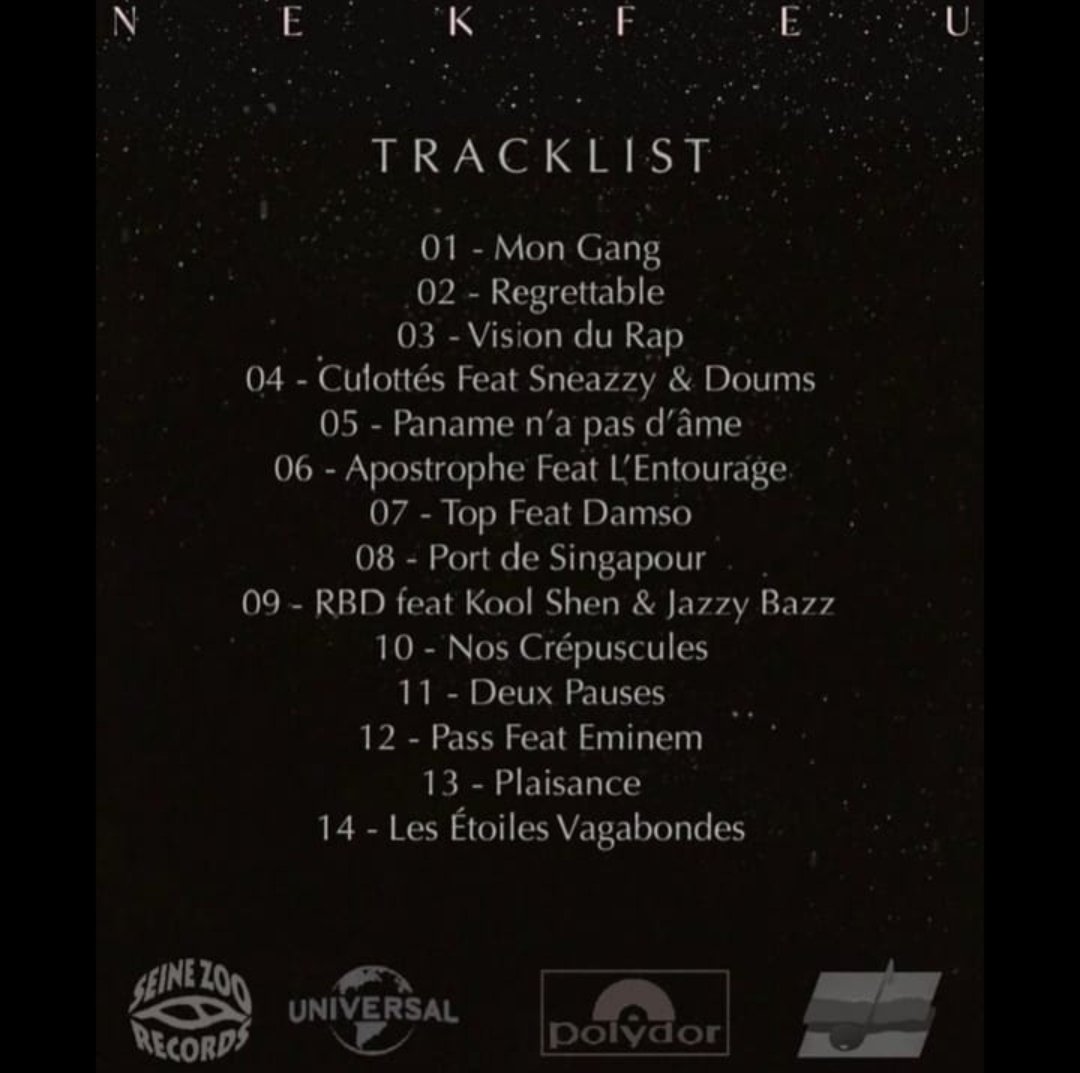 N E K F E U
TRACKLIST
01 - Mon Gang
02 - Regrettable
03 - Vision du Rap
04 - Culottés Feat Sneazzy & Doums
05 - Paname n'a pas d'âme
06 - Apostrophe Feat L'Entourage
07 - Top Feat Damso
08 - Port de Singapour
09 - RBD feat Kool Shen & Jazzy Bazz
10 - Nos Crépuscules
11 - Deux Pauses
12 - Pass Feat Eminem
13 - Plaisance
14 - Les Étoiles Vagabondes
SEINE ZOO RECORDS
UNIVERSAL
polydor